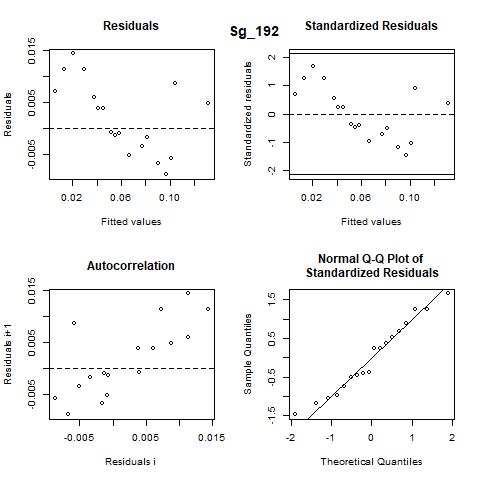 Sg_192
Residuals
Residuals
-0.005 0.005 0.015
0.02 0.06 0.10
Fitted values
Standardized Residuals
Standardized residuals
-2 -1 0 1 2
0.02 0.06 0.10
Fitted values
Autocorrelation
Residuals i+1
-0.005 0.005 0.015
-0.005 0.005 0.015
Residuals i
Normal Q-Q Plot of
Standardized Residuals
Sample Quantiles
-1.5 -0.5 0.5 1.5
-2 -1 0 1 2
Theoretical Quantiles